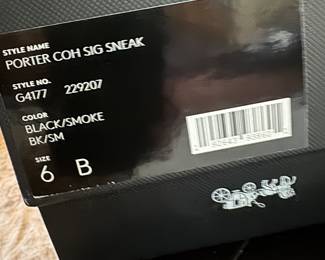 STYLE NAME
PORTER COH SIG SNEAK
STYLE NO.
G4177 229207
COLOR
BLACK/SMOKE
BK/SM
SIZE
6 B